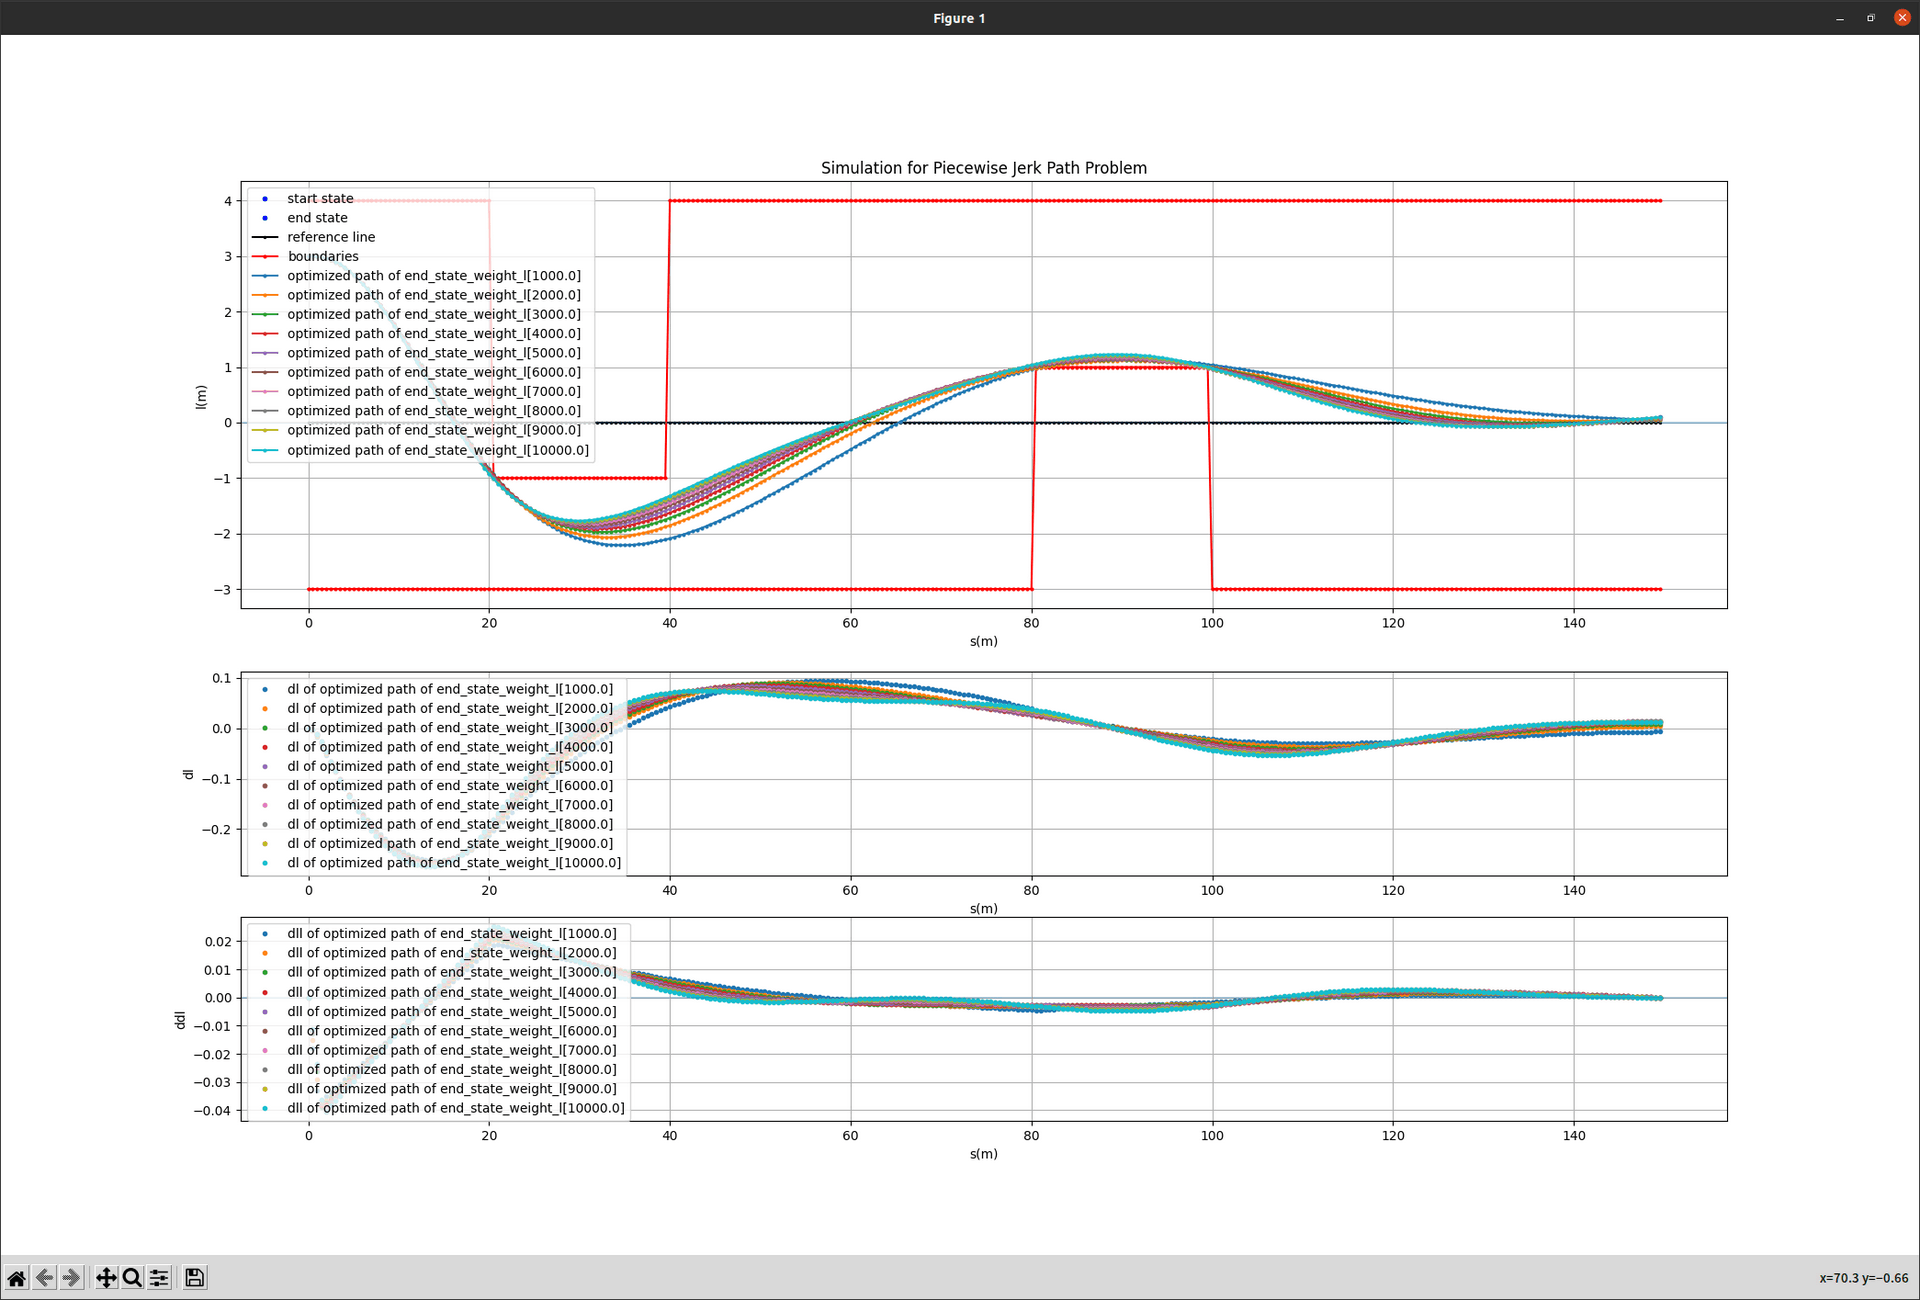 Figure 1
Simulation for Piecewise Jerk Path Problem
start state
end state
reference line
boundaries
optimized path of end_state_weight_l[1000.0]
optimized path of end_state_weight_l[2000.0]
optimized path of end_state_weight_l[3000.0]
optimized path of end_state_weight_l[4000.0]
optimized path of end_state_weight_l[5000.0]
optimized path of end_state_weight_l[6000.0]
optimized path of end_state_weight_l[7000.0]
optimized path of end_state_weight_l[8000.0]
optimized path of end_state_weight_l[9000.0]
optimized path of end_state_weight_l[10000.0]
4
3
2
1
0
−1
−2
−3
l(m)
0 20 40 60 80 100 120 140
s(m)
dl of optimized path of end_state_weight_l[1000.0]
dl of optimized path of end_state_weight_l[2000.0]
dl of optimized path of end_state_weight_l[3000.0]
dl of optimized path of end_state_weight_l[4000.0]
dl of optimized path of end_state_weight_l[5000.0]
dl of optimized path of end_state_weight_l[6000.0]
dl of optimized path of end_state_weight_l[7000.0]
dl of optimized path of end_state_weight_l[8000.0]
dl of optimized path of end_state_weight_l[9000.0]
dl of optimized path of end_state_weight_l[10000.0]
0.1
0.0
−0.1
−0.2
dl
0 20 40 60 80 100 120 140
s(m)
dll of optimized path of end_state_weight_l[1000.0]
dll of optimized path of end_state_weight_l[2000.0]
dll of optimized path of end_state_weight_l[3000.0]
dll of optimized path of end_state_weight_l[4000.0]
dll of optimized path of end_state_weight_l[5000.0]
dll of optimized path of end_state_weight_l[6000.0]
dll of optimized path of end_state_weight_l[7000.0]
dll of optimized path of end_state_weight_l[8000.0]
dll of optimized path of end_state_weight_l[9000.0]
dll of optimized path of end_state_weight_l[10000.0]
0.02
0.01
0.00
−0.01
−0.02
−0.03
−0.04
ddl
0 20 40 60 80 100 120 140
s(m)
x=70.3 y=−0.66